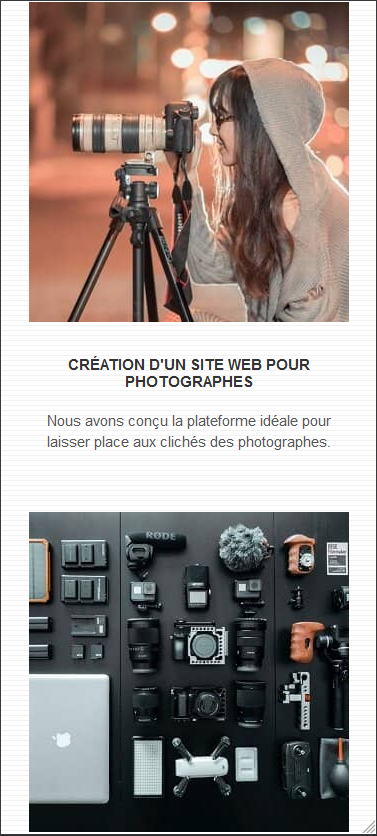 CRÉATION D'UN SITE WEB POUR
PHOTOGRAPHES
Nous avons conçu la plateforme idéale pour
laisser place aux clichés des photographes.
RØDE